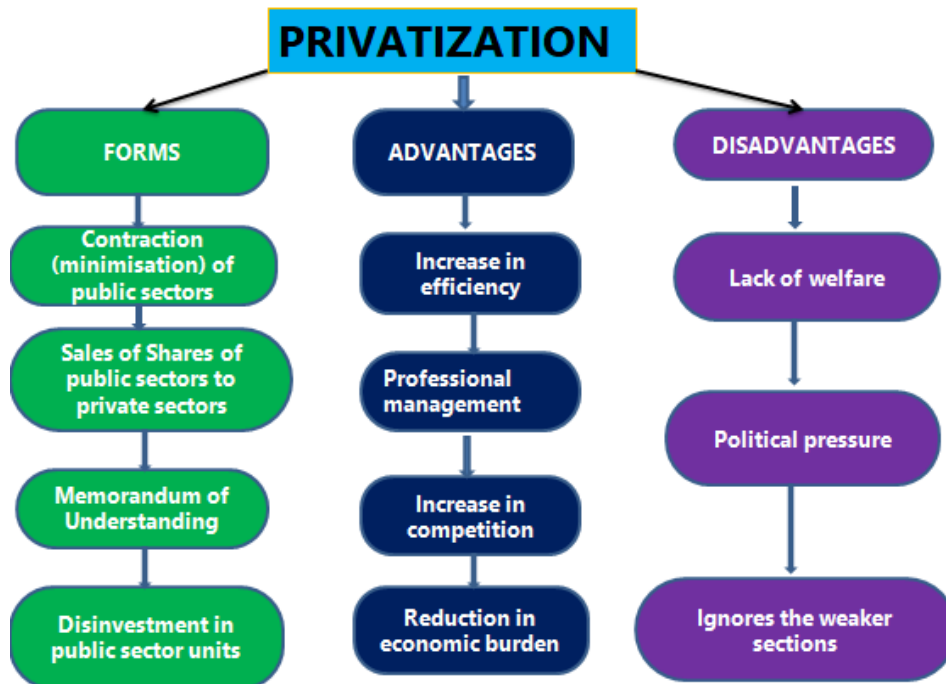 PRIVATIZATION
FORMS
Contraction
(minimisation) of
public sectors
Sales of Shares of
public sectors to
private sectors
Memorandum of
Understanding
Disinvestment in
public sector units
ADVANTAGES
Increase in
efficiency
Professional
management
Increase in
competition
Reduction in
economic burden
DISADVANTAGES
Lack of welfare
Political pressure
Ignores the weaker
sections